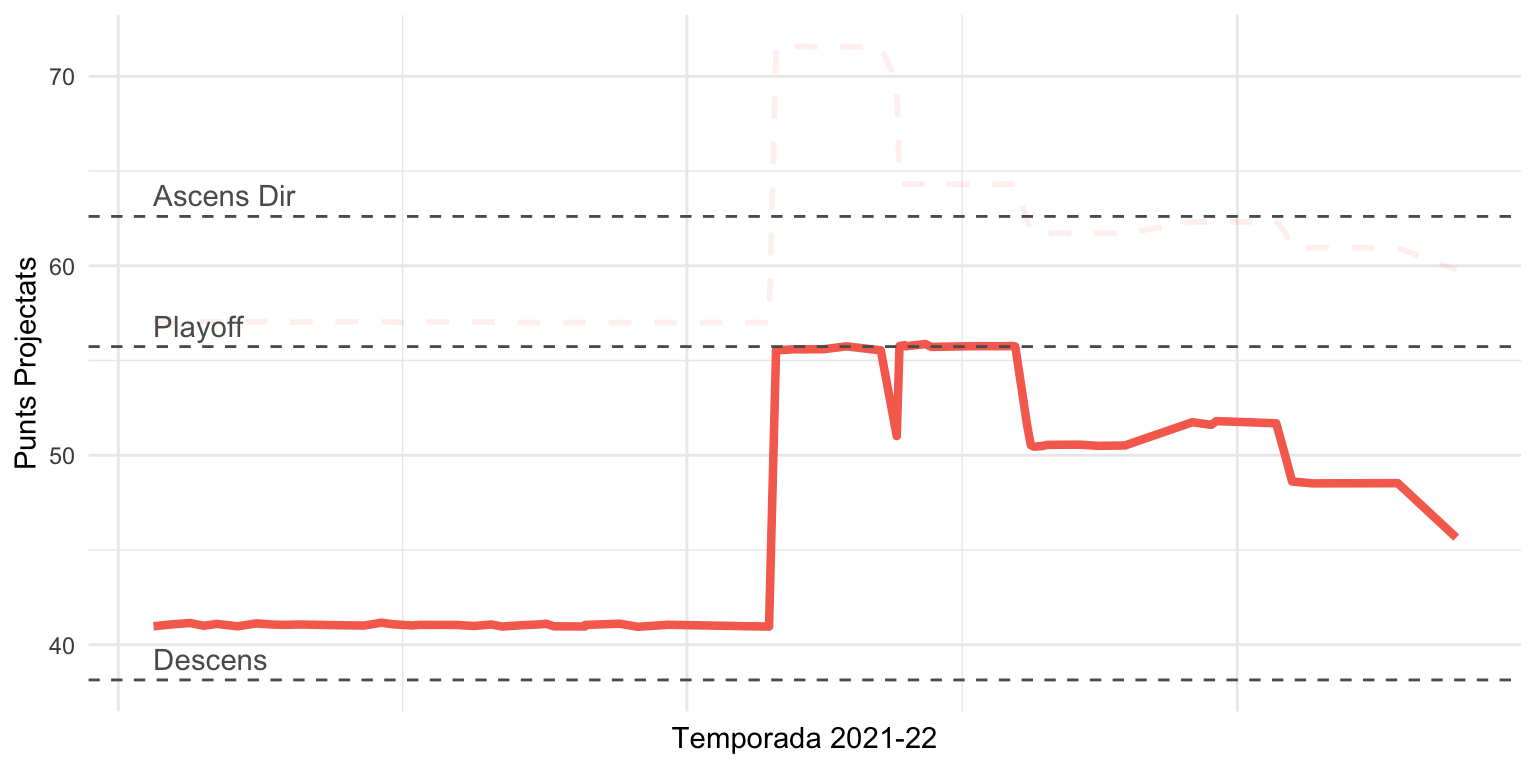 70
Ascens Dir
60
Playoff
50
40
Descens
Punts Projectats
Temporada 2021-22